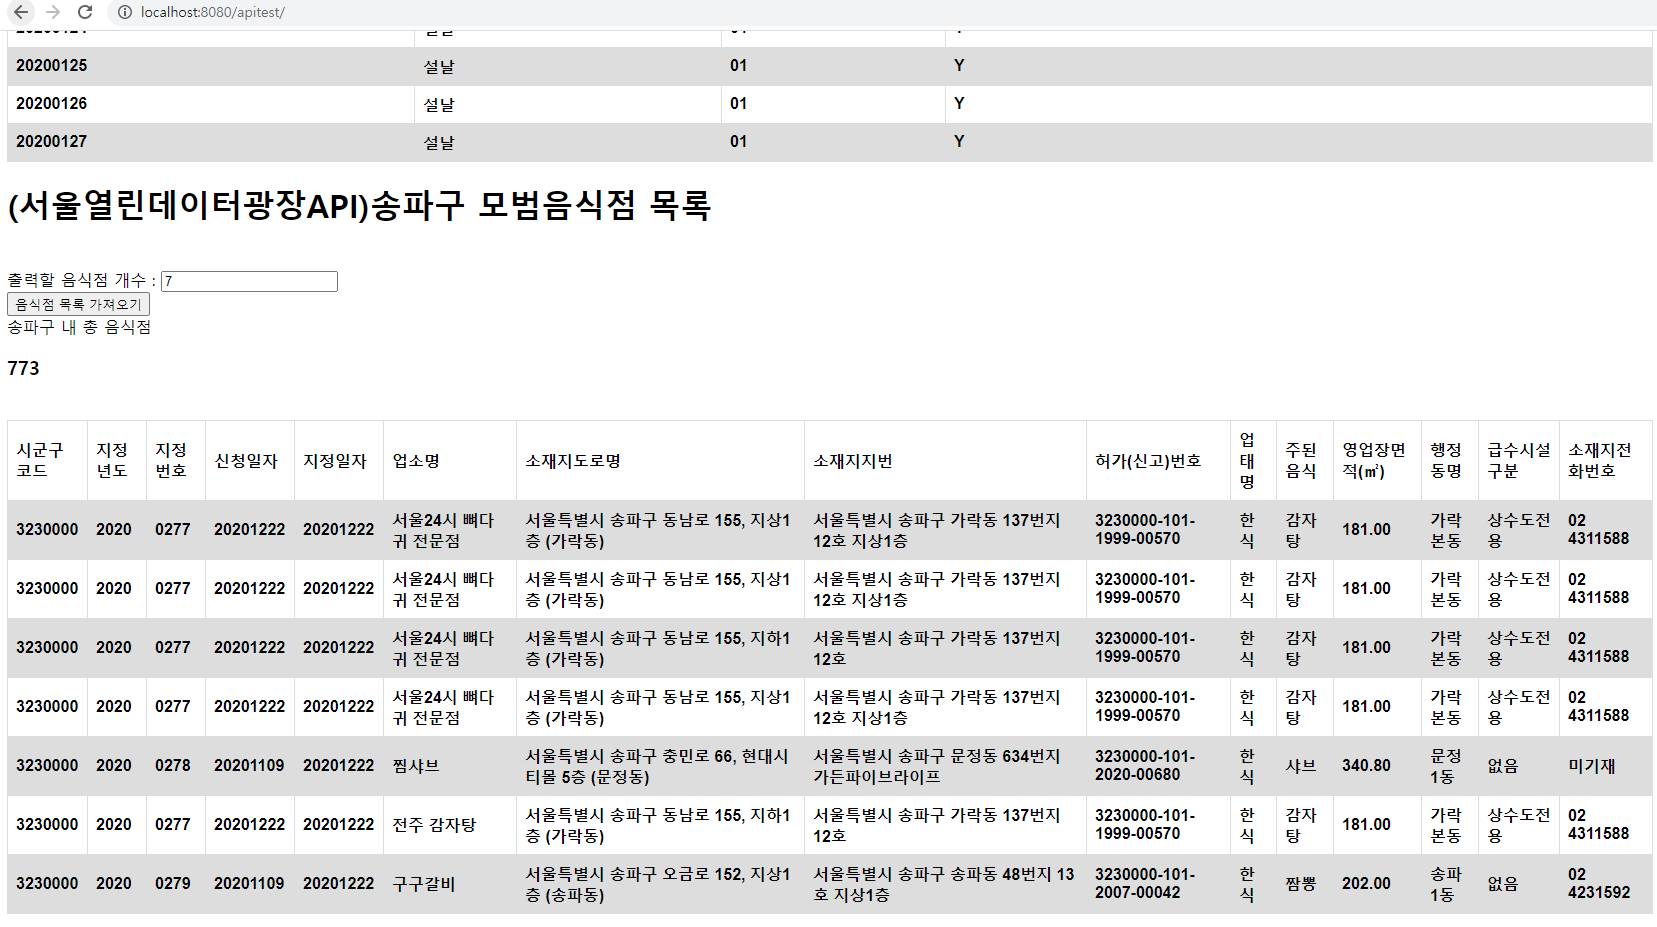 localhost:8080/apitest/
20200125 설날 01 Y
20200126 설날 01 Y
20200127 설날 01 Y
(서울열린데이터광장API)송파구 모범음식점 목록
출력할 음식점 개수 : 7
음식점 목록 가져오기
송파구 내 총 음식점
773
시군구 지정 지정 신청일자 지정일자 업소명 소재지도로명 소재지지번 허가(신고)번호 업 주된 영업장면 행정 급수시설 소재지전
코드 년도 번호 태 음식 적(㎡) 동명 구분 화번호
명
3230000 2020 0277 20201222 20201222 서울24시 뼈다 서울특별시 송파구 동남로 155, 지상1 서울특별시 송파구 가락동 137번지 3230000-101- 한 감자 181.00 가락 상수도전 02
귀 전문점 층 (가락동) 12호 지상1층 1999-00570 식 탕 본동 용 4311588
3230000 2020 0277 20201222 20201222 서울24시 뼈다 서울특별시 송파구 동남로 155, 지상1 서울특별시 송파구 가락동 137번지 3230000-101- 한 감자 181.00 가락 상수도전 02
귀 전문점 층 (가락동) 12호 지상1층 1999-00570 식 탕 본동 용 4311588
3230000 2020 0277 20201222 20201222 서울24시 뼈다 서울특별시 송파구 동남로 155, 지하1 서울특별시 송파구 가락동 137번지 3230000-101- 한 감자 181.00 가락 상수도전 02
귀 전문점 층 (가락동) 12호 1999-00570 식 탕 본동 용 4311588
3230000 2020 0277 20201222 20201222 서울24시 뼈다 서울특별시 송파구 동남로 155, 지상1 서울특별시 송파구 가락동 137번지 3230000-101- 한 감자 181.00 가락 상수도전 02
귀 전문점 층 (가락동) 12호 지상1층 1999-00570 식 탕 본동 용 4311588
3230000 2020 0278 20201109 20201222 찜샤브 서울특별시 송파구 충민로 66, 현대시 서울특별시 송파구 문정동 634번지 3230000-101- 한 샤브 340.80 문정 없음 미기재
티몰 5층 (문정동) 가든파이브라이프 2020-00680 식 1동
3230000 2020 0277 20201222 20201222 전주 감자탕 서울특별시 송파구 동남로 155, 지하1 서울특별시 송파구 가락동 137번지 3230000-101- 한 감자 181.00 가락 상수도전 02
층 (가락동) 12호 1999-00570 식 탕 본동 용 4311588
3230000 2020 0279 20201109 20201222 구구갈비 서울특별시 송파구 오금로 152, 지상1 서울특별시 송파구 송파동 48번지 13 3230000-101- 한 짬뽕 202.00 송파 없음 02
층 (송파동) 호 지상1층 2007-00042 식 1동 4231592